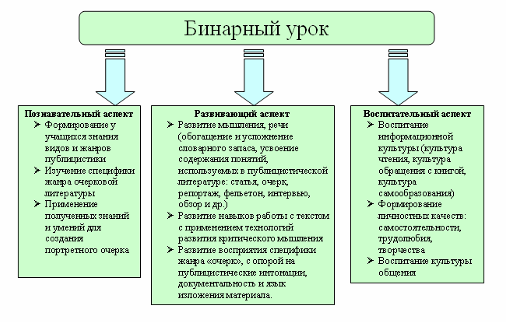 Бинарный урок
Познавательный аспект
➢ Формирование у
учащихся знания
видов и жанров
публицистики
➢ Изучение специфики
жанра очерковой
литературы
➢ Применение
полученных знаний
и умений для
создания
портретного очерка
Развивающий аспект
➢ Развитие мышления, речи
(обогащение и усложнение
словарного запаса, усвоение
содержания понятий,
используемых в публицистической
литературе: статья, очерк,
репортаж, фельетон, интервью,
обзор и др.)
➢ Развитие навыков работы с текстом
с применением технологий
развития критического мышления
➢ Развитие восприятия специфики
жанра «очерк», с опорой на
публицистические интонации,
документальность и язык
изложения материала.
Воспитательный аспект
➢ Воспитание
информационной
культуры (культура
чтения, культура
обращения с книгой,
культура
самообразования)
➢ Формирование
личностных качеств:
самостоятельности,
трудолюбия,
творчества
➢ Воспитание культуры
общения